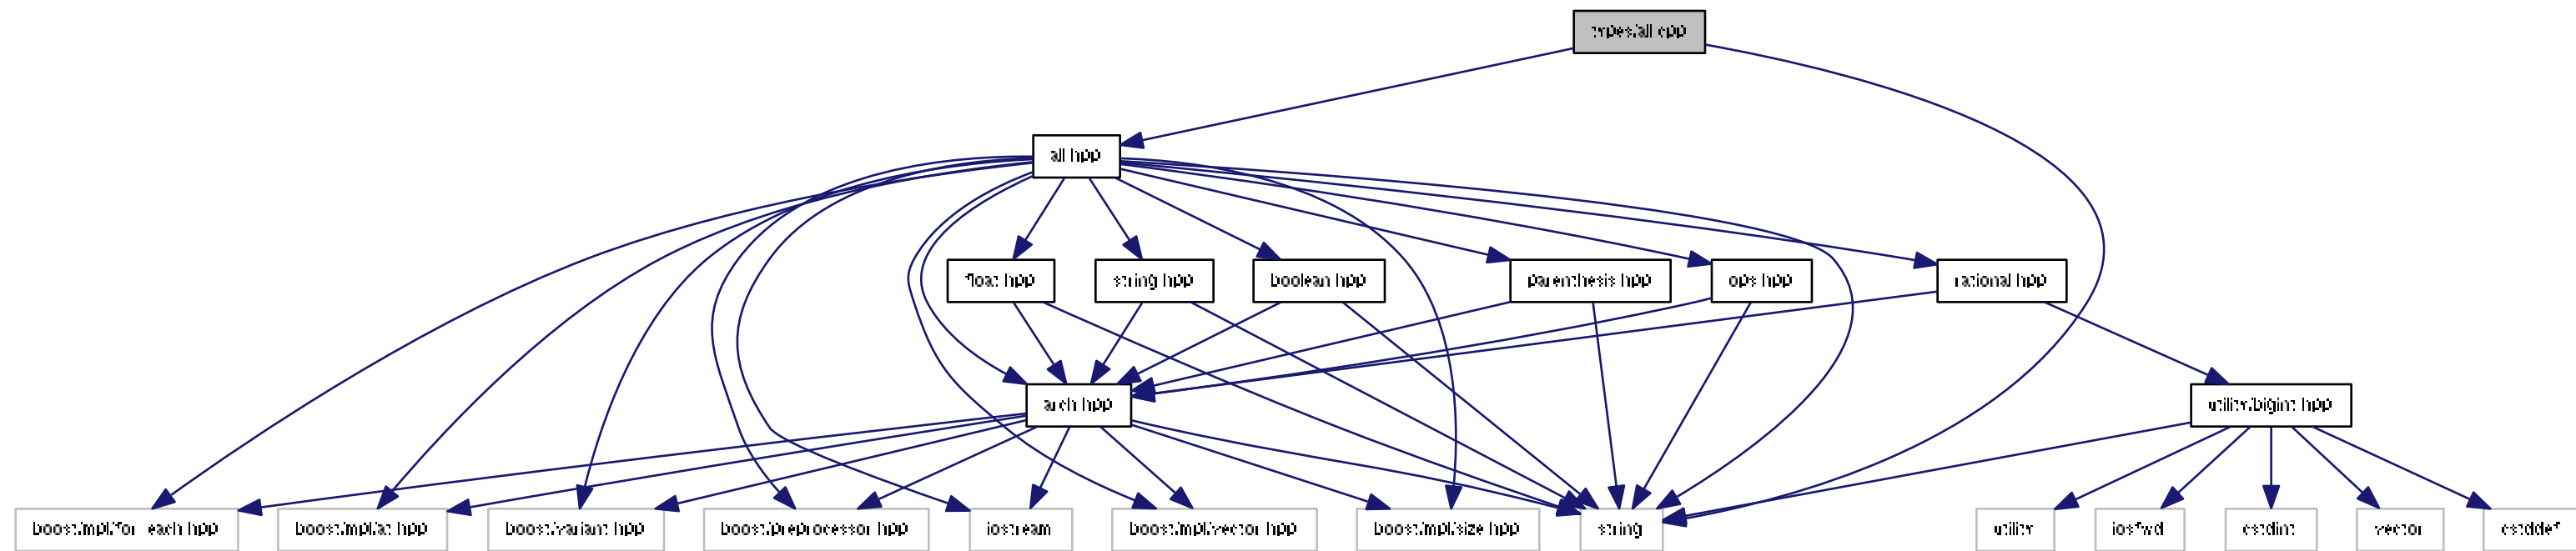 types/all.cpp
all.hpp
float.hpp
string.hpp
boolean.hpp
parenthesis.hpp
ops.hpp
rational.hpp
arch.hpp
utility/bigint.hpp
boost/mpl/for_each.hpp
boost/mpl/at.hpp
boost/variant.hpp
boost/preprocessor.hpp
iostream
boost/mpl/vector.hpp
boost/mpl/size.hpp
string
utility
iosfwd
cstdint
vector
cstddef